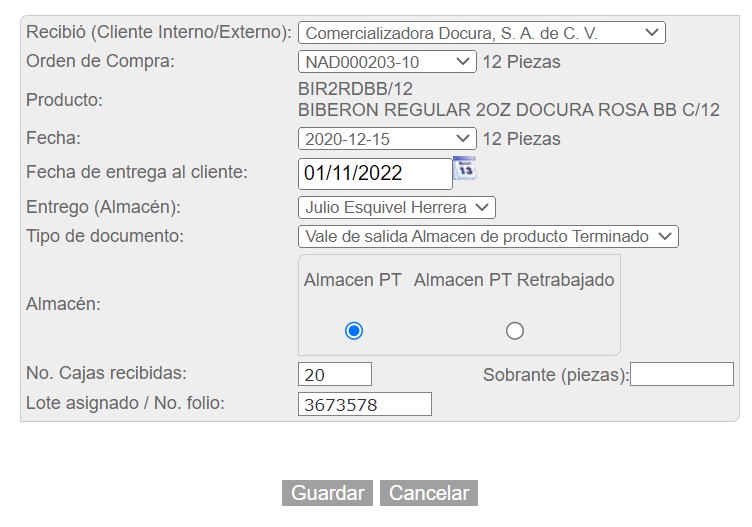 Recibió (Cliente Interno/Externo): Comercializadora Docura, S. A. de C. V.
Orden de Compra: NAD000203-10 12 Piezas
Producto: BIR2RDBB/12
BIBERON REGULAR 2OZ DOCURA ROSA BB C/12
Fecha: 2020-12-15 12 Piezas
Fecha de entrega al cliente: 01/11/2022 13
Entrego (Almacén): Julio Esquivel Herrera
Tipo de documento: Vale de salida Almacen de producto Terminado
Almacen PT Almacen PT Retrabajado
Almacén:
No. Cajas recibidas: 20 Sobrante (piezas):
Lote asignado / No. folio: 3673578
Guardar Cancelar